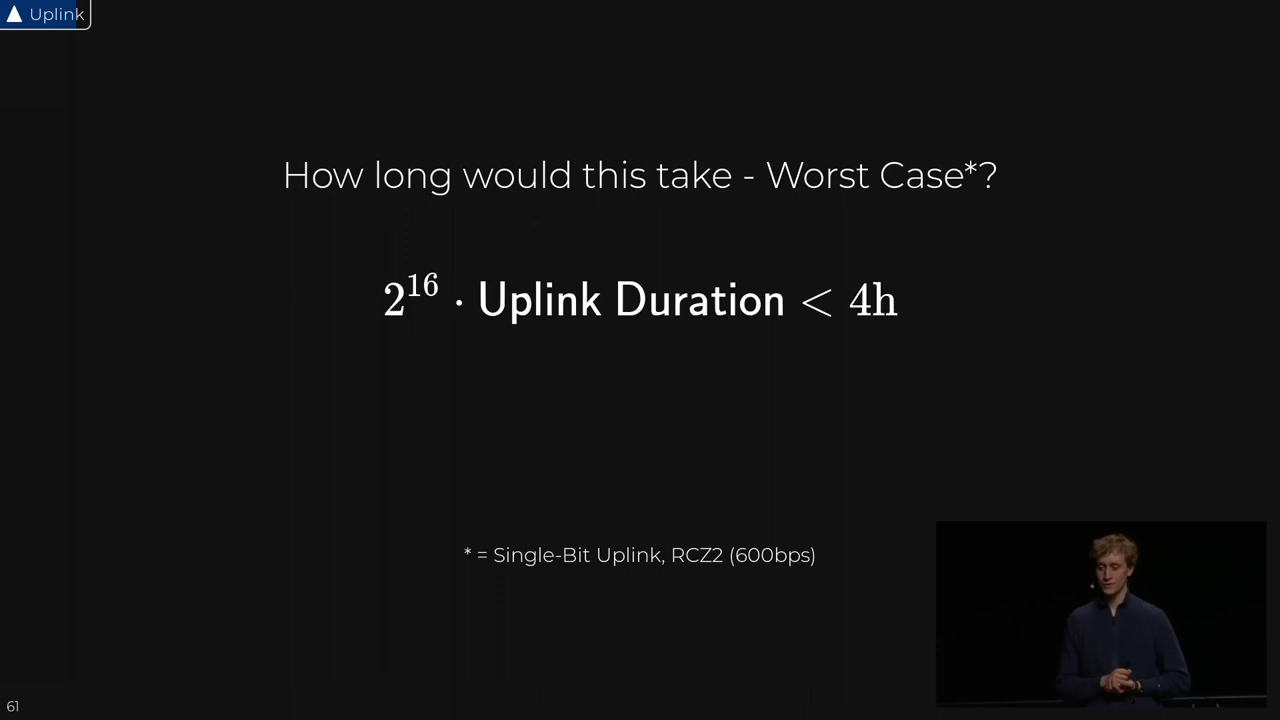 Uplink
How long would this take - Worst Case*?
2^16 · Uplink Duration < 4h
* = Single-Bit Uplink, RCZ2 (600bps)
61